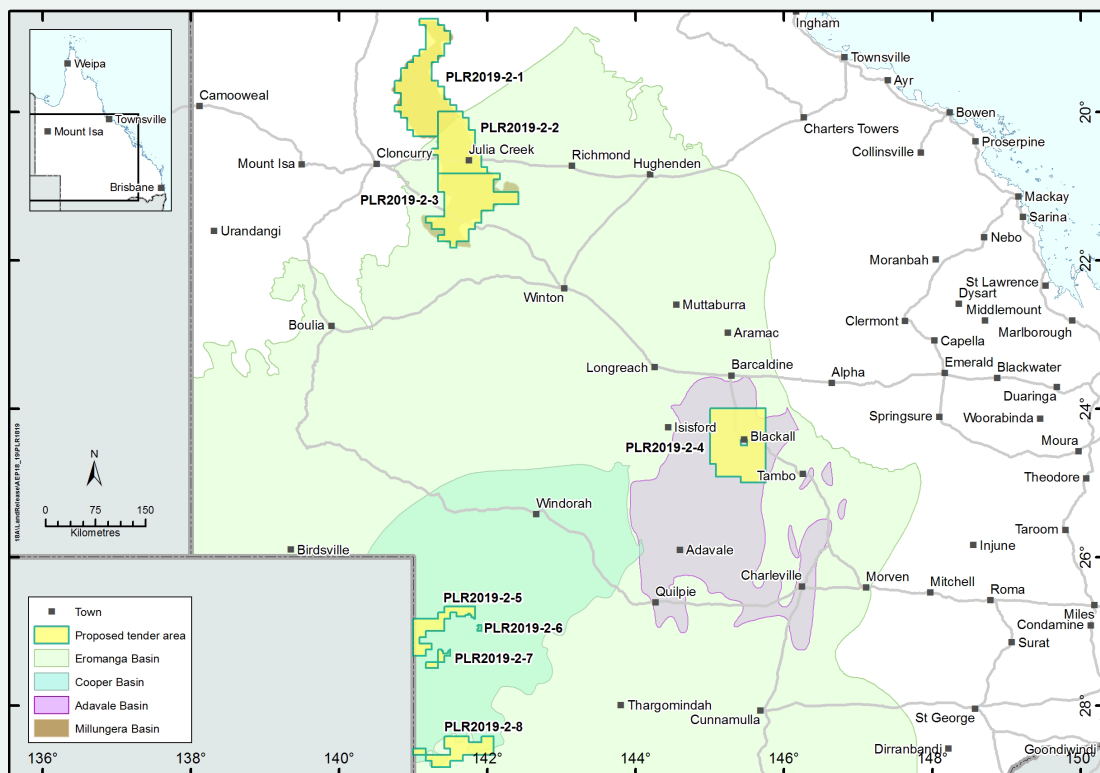 Ingham
Townsville
Ayr
Bowen
Proserpine
Charters Towers
Collinsville
Mackay
Sarina
Nebo
Moranbah
St Lawrence
Dysart
Middlemount
Marlborough
Clermont
Capella
Emerald
Blackwater
Duaringa
Springsure
Woorabinda
Moura
Theodore
Taroom
Injune
Miles
Condamine
Roma
Surat
Mitchell
Morven
Charleville
St George
Dirranbandi
Goondiwindi
Weipa
Townsville
Mount Isa
Brisbane
Camooweal
Mount Isa
Cloncurry
Julia Creek
Richmond
Hughenden
Urandangi
PLR2019-2-1
PLR2019-2-2
PLR2019-2-3
Winton
Muttaburra
Aramac
Boulia
Longreach
Barcaldine
Alpha
Isisford
PLR2019-2-4
Blackall
Tambo
Windorah
Adavale
Birdsville
Quilpie
PLR2019-2-5
PLR2019-2-6
PLR2019-2-7
PLR2019-2-8
Thargomindah
Cunnamulla
18A\LandRelease\AEP18_19\PLR1819
N
0 75 150
Kilometres
Town
Proposed tender area
Eromanga Basin
Cooper Basin
Adavale Basin
Millungera Basin
20°
22°
24°
26°
28°
136°
138°
140°
142°
144°
146°
148°
150°